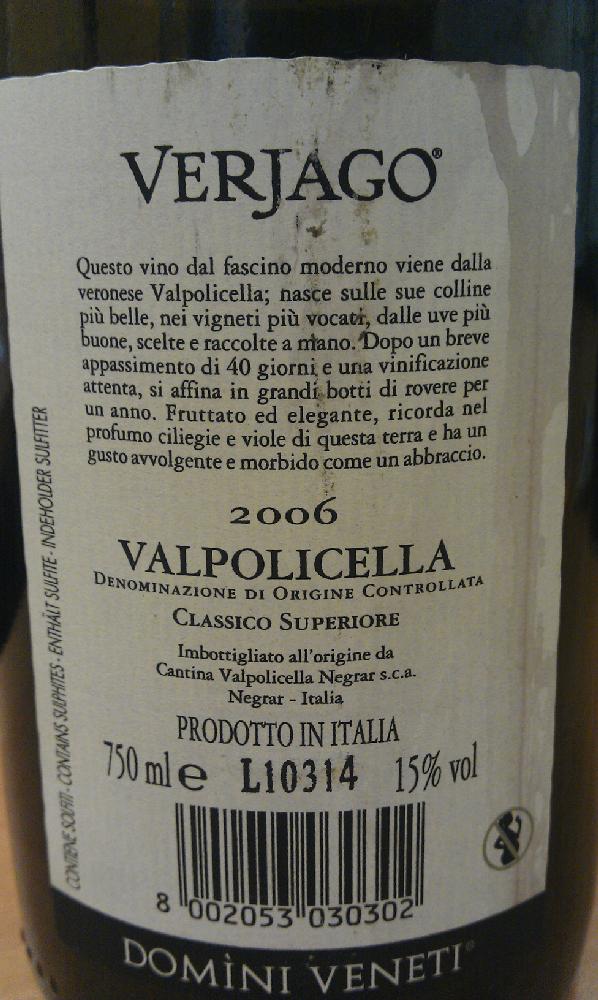 VERJAGO®
Questo vino dal fascino moderno viene dalla
veronese Valpolicella; nasce sulle sue colline
più belle, nei vigneti più vocati, dalle uve più
buone, scelte e raccolte a mano. Dopo un breve
appassimento di 40 giorni e una vinificazione
attenta, si affina in grandi botti di rovere per
un anno. Fruttato ed elegante, ricorda nel
profumo ciliegie e viole di questa terra e ha un
gusto avvolgente e morbido come un abbraccio.
2006
VALPOLICELLA
DENOMINAZIONE DI ORIGINE CONTROLLATA
CLASSICO SUPERIORE
Imbottigliato all'origine da
Cantina Valpolicella Negrar s.c.a.
Negrar - Italia
PRODOTTO IN ITALIA
750 ml e L10314 15% vol
8 002053 030302
CONTIENE SOLFITI - CONTAINS SULPHITES - ENTHÄLT SULFITE - INDEHOLDER SULFITTER
DOMÌNI VENETI®